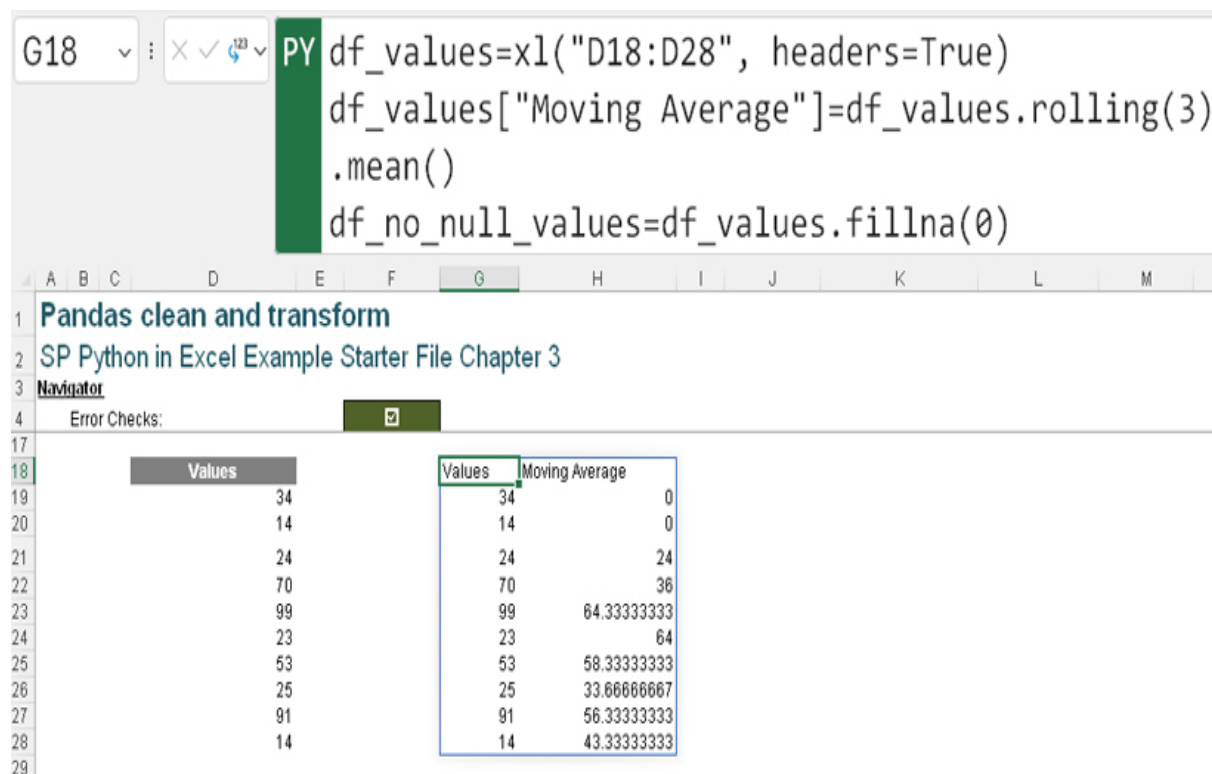 G18 123 PY df_values=xl("D18:D28", headers=True)
df_values["Moving Average"]=df_values.rolling(3)
.mean()
df_no_null_values=df_values.fillna(0)
A B C D E F G H I J K L M
1 Pandas clean and transform
2 SP Python in Excel Example Starter File Chapter 3
3 Navigator
4 Error Checks:
17
18 Values Values Moving Average
19 34 34 0
20 14 14 0
21 24 24 24
22 70 70 36
23 99 99 64.33333333
24 23 23 64
25 53 53 58.33333333
26 25 25 33.66666667
27 91 91 56.33333333
28 14 14 43.33333333
29